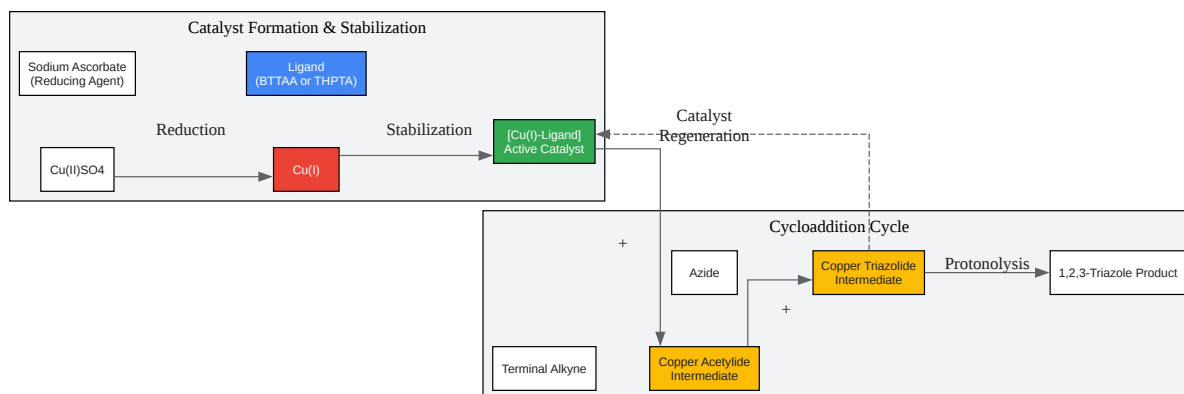 Catalyst Formation & Stabilization
Sodium Ascorbate
(Reducing Agent)
Ligand
(BTTAA or THPTA)
Reduction
Stabilization
Cu(II)SO4
Cu(I)
[Cu(I)-Ligand]
Active Catalyst
Catalyst
Regeneration
Cycloaddition Cycle
+
Azide
Copper Triazolide
Intermediate
Protonolysis
1,2,3-Triazole Product
+
Terminal Alkyne
Copper Acetylide
Intermediate